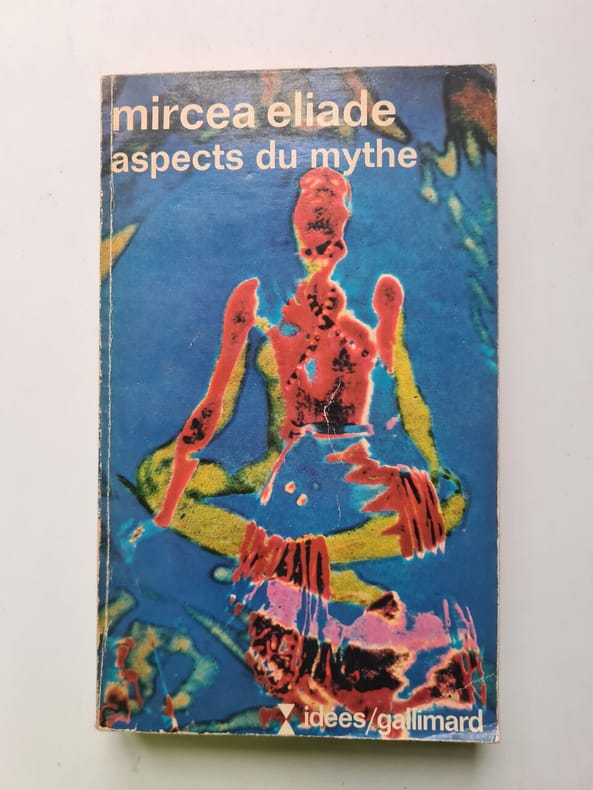 mircea eliade
aspects du mythe
idées/gallimard